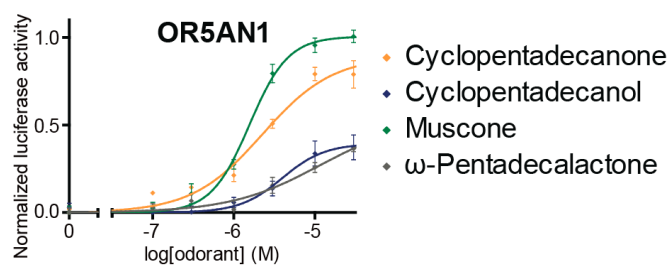 OR5AN1
Normalized luciferase activity
1.0
0.5
0.0
0
-7
-6
-5
log[odorant] (M)
Cyclopentadecanone
Cyclopentadecanol
Muscone
ω-Pentadecalactone